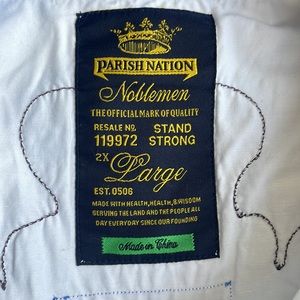 PARISH NATION
Noblemen
THE OFFICIAL MARK OF QUALITY
RESALE No. STAND
119972 STRONG
2X
Large
EST. 0506
MADE WITH HEALTH, HEALTH, & WISDOM
SERVING THE LAND AND THE PEOPLE ALL
DAY EVERYDAY SINCE OUR FOUNDING
Made in China